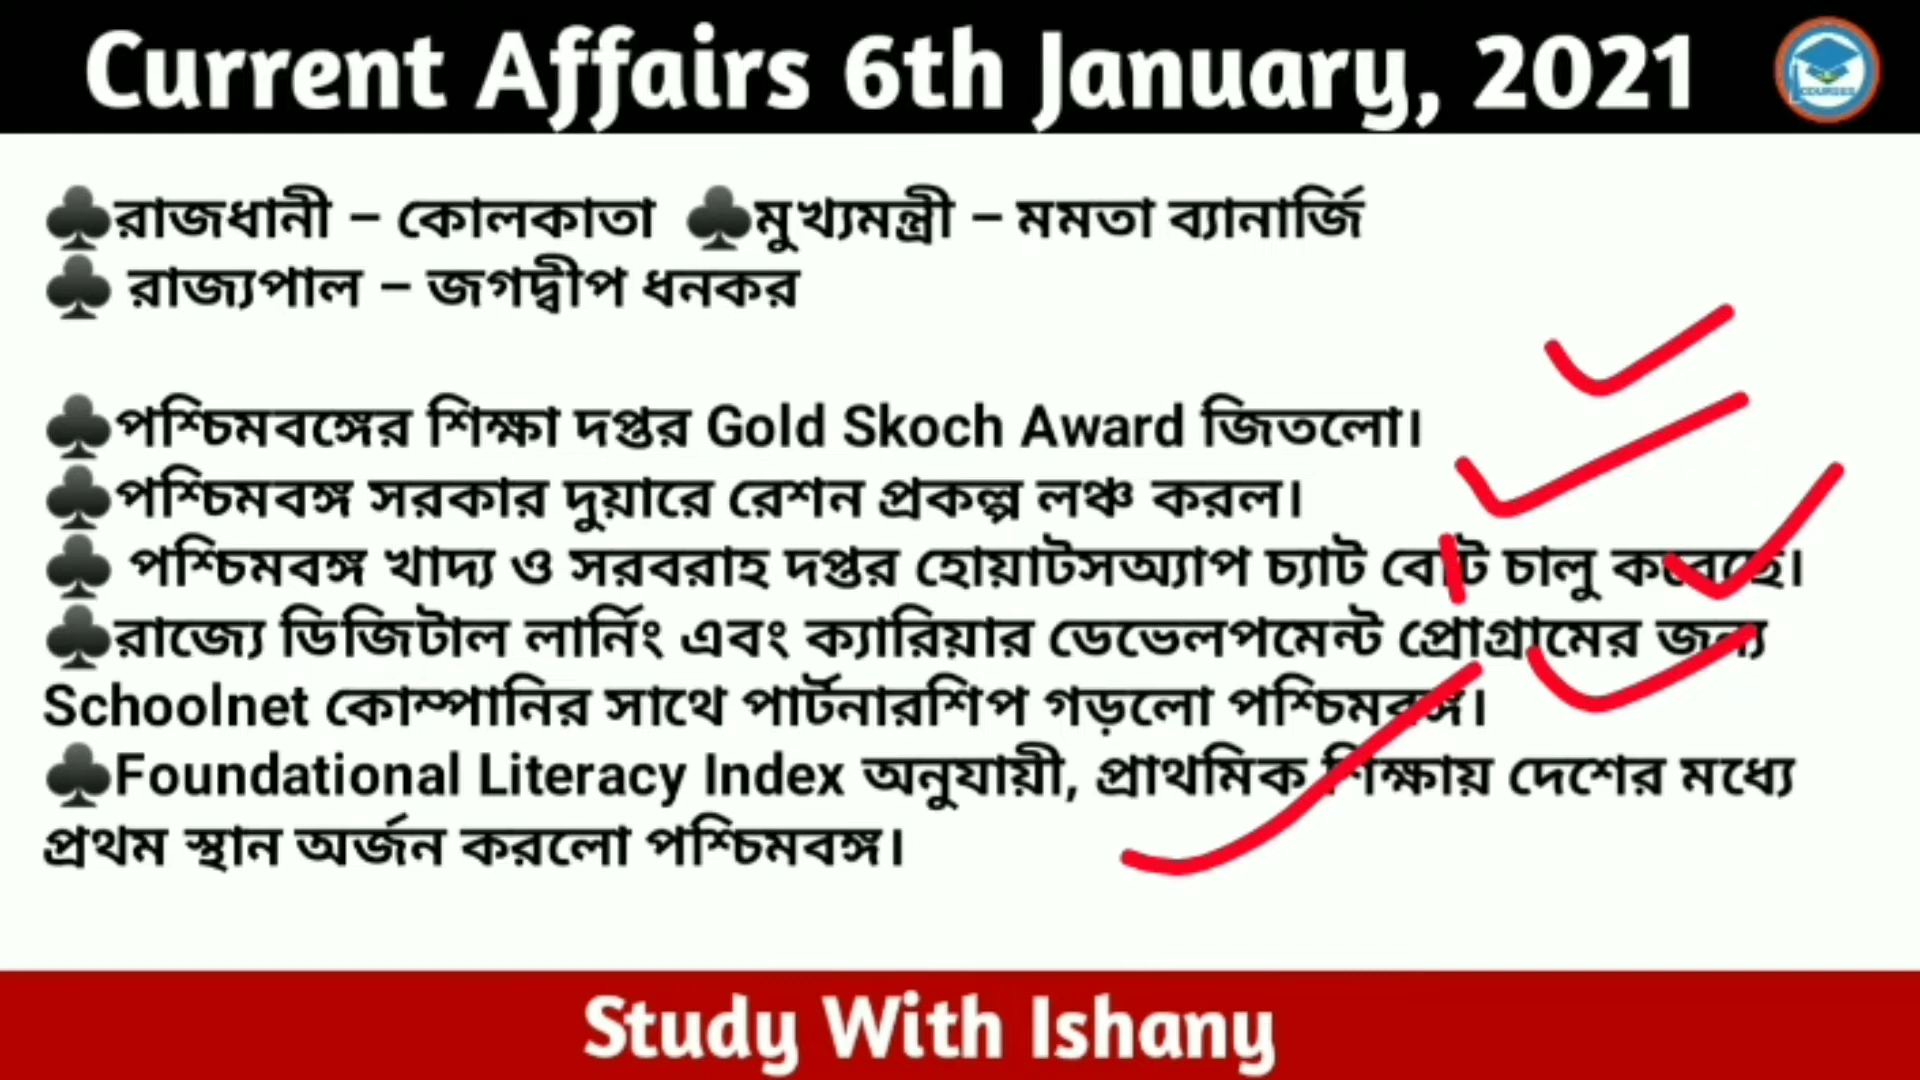 Current Affairs 6th January, 2021
COURSES
♣রাজধানী – কোলকাতা ♣মুখ্যমন্ত্রী – মমতা ব্যানার্জি
♣ রাজ্যপাল – জগদ্বীপ ধনকর
♣পশ্চিমবঙ্গের শিক্ষা দপ্তর Gold Skoch Award জিতলো।
♣পশ্চিমবঙ্গ সরকার দুয়ারে রেশন প্রকল্প লঞ্চ করল।
♣ পশ্চিমবঙ্গ খাদ্য ও সরবরাহ দপ্তর হোয়াটসঅ্যাপ চ্যাট বোট চালু করেছে।
♣রাজ্যে ডিজিটাল লার্নিং এবং ক্যারিয়ার ডেভেলপমেন্ট প্রোগ্রামের জন্য
Schoolnet কোম্পানির সাথে পার্টনারশিপ গড়লো পশ্চিমবঙ্গ।
♣Foundational Literacy Index অনুযায়ী, প্রাথমিক শিক্ষায় দেশের মধ্যে
প্রথম স্থান অর্জন করলো পশ্চিমবঙ্গ।
Study With Ishany